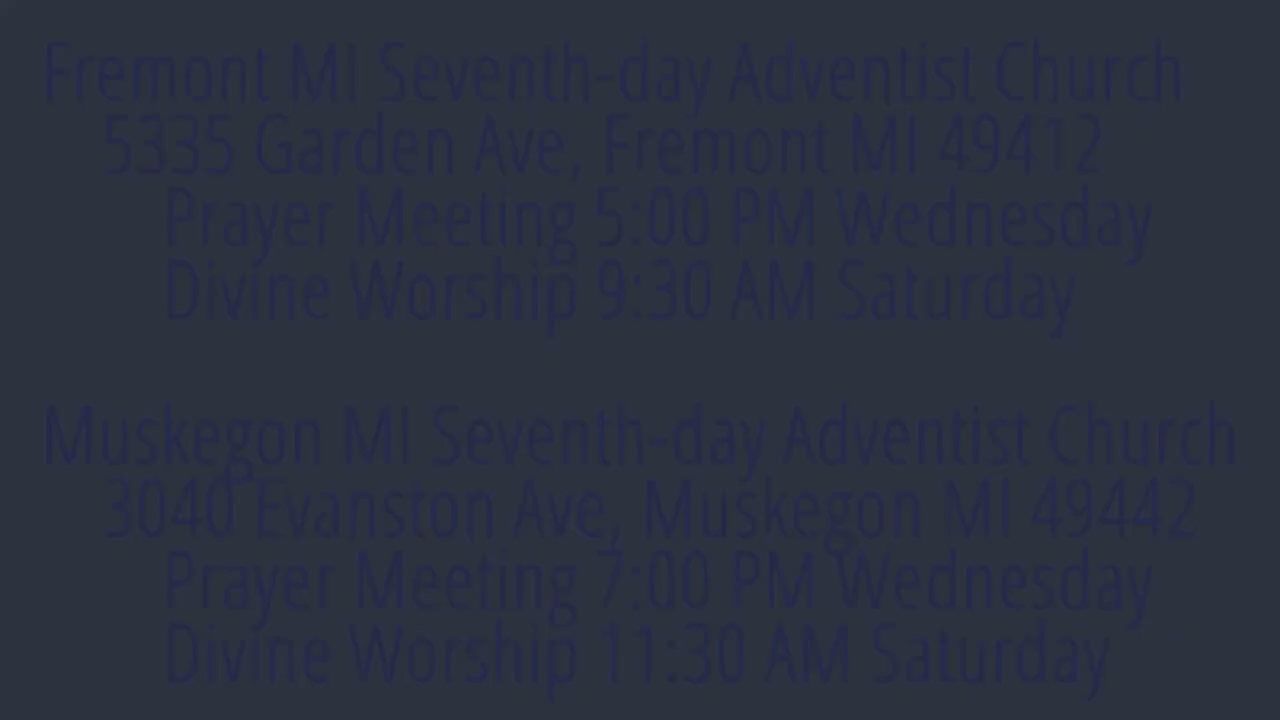 Fremont MI Seventh-day Adventist Church
5335 Garden Ave, Fremont MI 49412
Prayer Meeting 5:00 PM Wednesday
Divine Worship 9:30 AM Saturday
Muskegon MI Seventh-day Adventist Church
3040 Evanston Ave, Muskegon MI 49442
Prayer Meeting 7:00 PM Wednesday
Divine Worship 11:30 AM Saturday